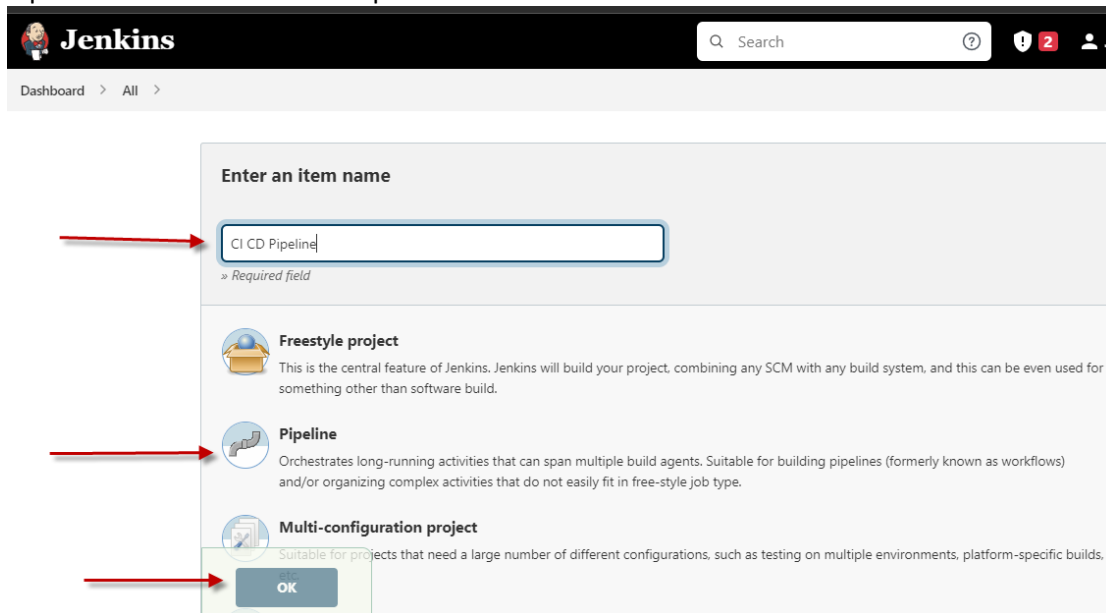 Jenkins
Search
2
Dashboard > All >
Enter an item name
CI CD Pipeline
» Required field
Freestyle project
This is the central feature of Jenkins. Jenkins will build your project, combining any SCM with any build system, and this can be even used for
something other than software build.
Pipeline
Orchestrates long-running activities that can span multiple build agents. Suitable for building pipelines (formerly known as workflows)
and/or organizing complex activities that do not easily fit in free-style job type.
Multi-configuration project
Suitable for projects that need a large number of different configurations, such as testing on multiple environments, platform-specific builds,
etc.
OK